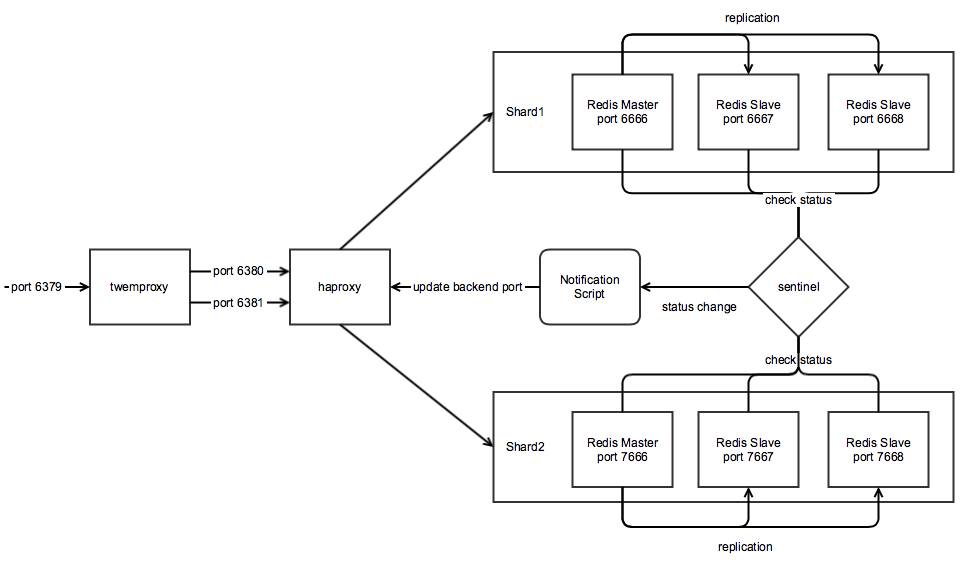 replication
Shard1
Redis Master
port 6666
Redis Slave
port 6667
Redis Slave
port 6668
check status
port 6379
twemproxy
port 6380
port 6381
haproxy
update backend port
Notification
Script
status change
sentinel
check status
Shard2
Redis Master
port 7666
Redis Slave
port 7667
Redis Slave
port 7668
replication